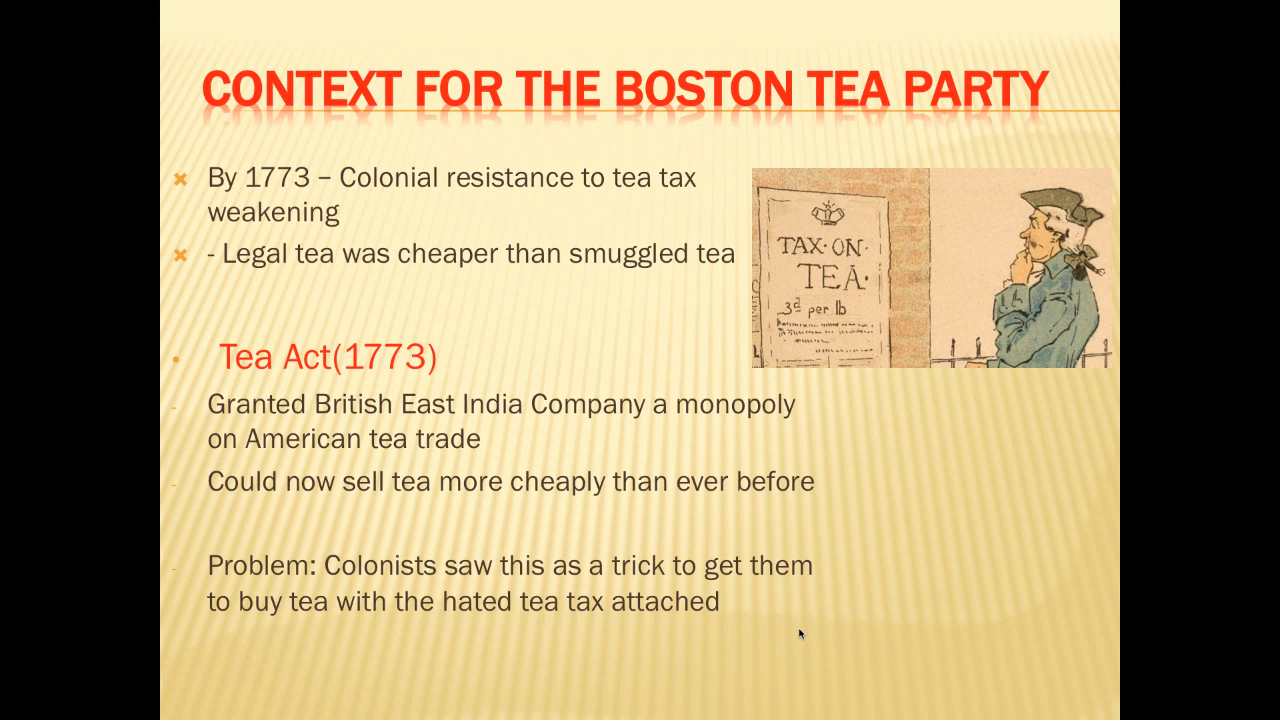 CONTEXT FOR THE BOSTON TEA PARTY
By 1773 – Colonial resistance to tea tax
weakening
- Legal tea was cheaper than smuggled tea
TAX·ON·
TEA·
3d per lb
Tea Act(1773)
- Granted British East India Company a monopoly
on American tea trade
- Could now sell tea more cheaply than ever before
- Problem: Colonists saw this as a trick to get them
to buy tea with the hated tea tax attached